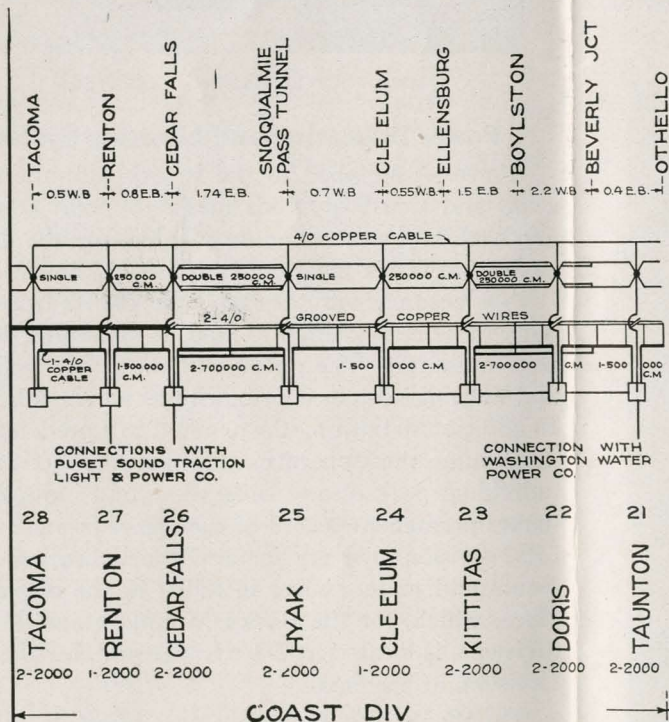 TACOMA
RENTON
CEDAR FALLS
SNOQUALMIE
PASS TUNNEL
CLE ELUM
ELLENSBURG
BOYLSTON
BEVERLY JCT
OTHELLO
0.5 W.B 0.8 E.B. 1.74 E.B. 0.7 W.B 0.55 W.B. 1.5 E.B 2.2 W.B 0.4 E.B.
4/0 COPPER CABLE
SINGLE 250000 C.M. DOUBLE 250000 C.M. SINGLE 250000 C.M. DOUBLE 250000 C.M.
2-4/0 GROOVED COPPER WIRES
1-4/0 COPPER CABLE
1-500000 C.M.
2-700000 C.M.
1-500 000 C.M
2-700000 C.M
1-500 000 C.M
CONNECTIONS WITH
PUGET SOUND TRACTION
LIGHT & POWER CO.
CONNECTION WITH
WASHINGTON WATER
POWER CO.
28 27 26 25 24 23 22 21
TACOMA
RENTON
CEDAR FALLS
HYAK
CLE ELUM
KITTITAS
DORIS
TAUNTON
2-2000 1-2000 2-2000 2-2000 1-2000 2-2000 2-2000 2-2000
COAST DIV